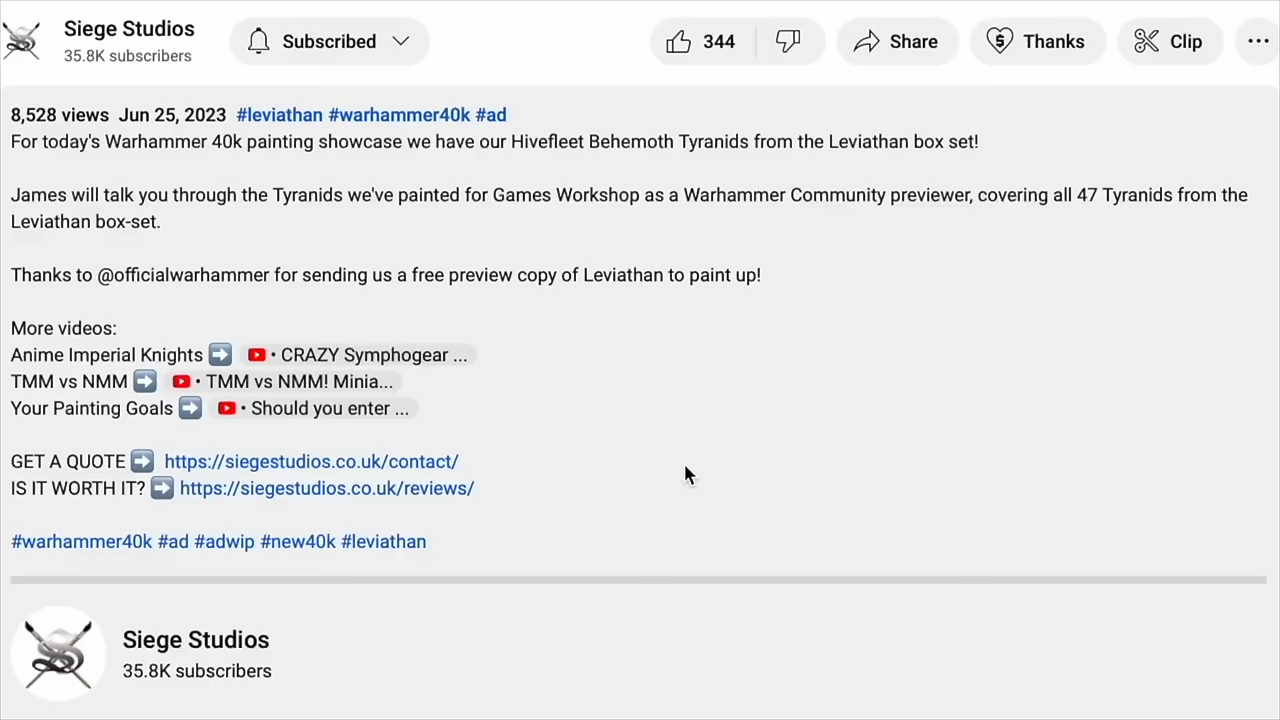 Siege Studios
35.8K subscribers
Subscribed
344
Share
Thanks
Clip
8,528 views Jun 25, 2023 #leviathan #warhammer40k #ad
For today's Warhammer 40k painting showcase we have our Hivefleet Behemoth Tyranids from the Leviathan box set!
James will talk you through the Tyranids we've painted for Games Workshop as a Warhammer Community previewer, covering all 47 Tyranids from the
Leviathan box-set.
Thanks to @officialwarhammer for sending us a free preview copy of Leviathan to paint up!
More videos:
Anime Imperial Knights ➡️ • CRAZY Symphogear ...
TMM vs NMM ➡️ • TMM vs NMM! Minia...
Your Painting Goals ➡️ • Should you enter ...
GET A QUOTE ➡️ https://siegestudios.co.uk/contact/
IS IT WORTH IT? ➡️ https://siegestudios.co.uk/reviews/
#warhammer40k #ad #adwip #new40k #leviathan
Siege Studios
35.8K subscribers